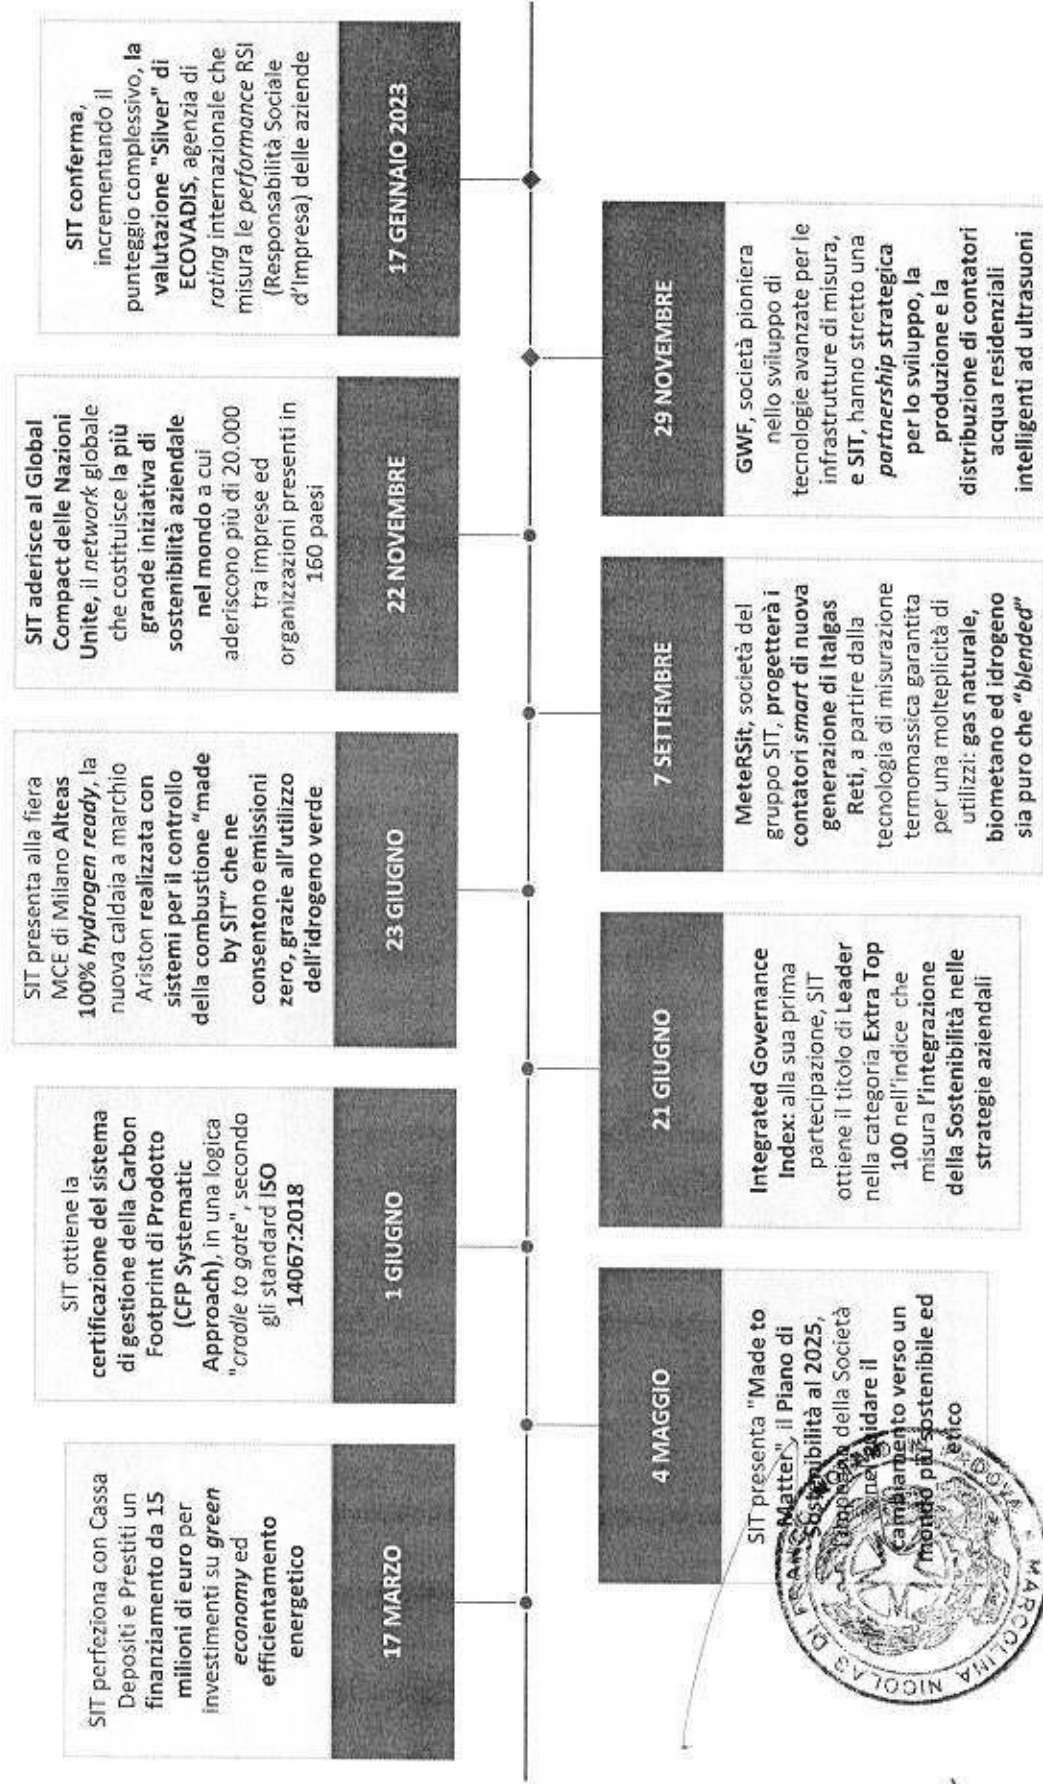 SIT perfeziona con Cassa
Depositi e Prestiti un
finanziamento da 15
milioni di euro per
investimenti su green
economy ed
efficientamento
energetico
17 MARZO
4 MAGGIO
SIT presenta "Made to
Matter", il Piano di
Sostenibilità al 2025,
l'impegno della Società
nel guidare il
cambiamento verso un
mondo più sostenibile ed
etico
SIT ottiene la
certificazione del sistema
di gestione della Carbon
Footprint di Prodotto
(CFP Systematic
Approach), in una logica
"cradle to gate", secondo
gli standard ISO
14067:2018
1 GIUGNO
21 GIUGNO
Integrated Governance
Index: alla sua prima
partecipazione, SIT
ottiene il titolo di Leader
nella categoria Extra Top
100 nell'indice che
misura l'integrazione
della Sostenibilità nelle
strategie aziendali
SIT presenta alla fiera
MCE di Milano Alteas
100% hydrogen ready, la
nuova caldaia a marchio
Ariston realizzata con
sistemi per il controllo
della combustione "made
by SIT" che ne
consentono emissioni
zero, grazie all'utilizzo
dell'idrogeno verde
23 GIUGNO
7 SETTEMBRE
MeteRSit, società del
gruppo SIT, progetterà i
contatori smart di nuova
generazione di Italgas
Reti, a partire dalla
tecnologia di misurazione
termomassica garantita
per una molteplicità di
utilizzi: gas naturale,
biometano ed idrogeno
sia puro che "blended"
SIT aderisce al Global
Compact delle Nazioni
Unite, il network globale
che costituisce la più
grande iniziativa di
sostenibilità aziendale
nel mondo a cui
aderiscono più di 20.000
tra imprese ed
organizzazioni presenti in
160 paesi
22 NOVEMBRE
29 NOVEMBRE
GWF, società pioniera
nello sviluppo di
tecnologie avanzate per le
infrastrutture di misura,
e SIT, hanno stretto una
partnership strategica
per lo sviluppo, la
produzione e la
distribuzione di contatori
acqua residenziali
intelligenti ad ultrasuoni
SIT conferma,
incrementando il
punteggio complessivo, la
valutazione "Silver" di
ECOVADIS, agenzia di
rating internazionale che
misura le performance RSI
(Responsabilità Sociale
d'Impresa) delle aziende
17 GENNAIO 2023
MARCOLINA NICOLA DI FRANCO